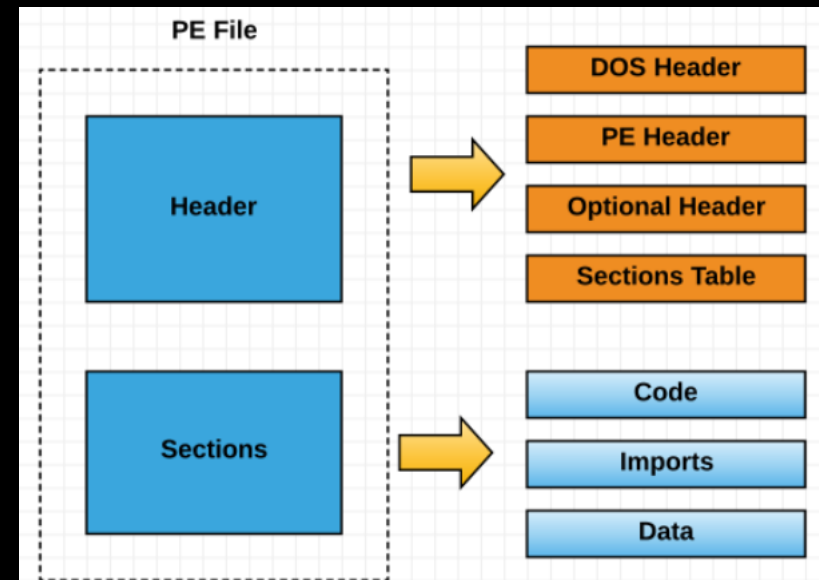 PE File
Header
Sections
DOS Header
PE Header
Optional Header
Sections Table
Code
Imports
Data